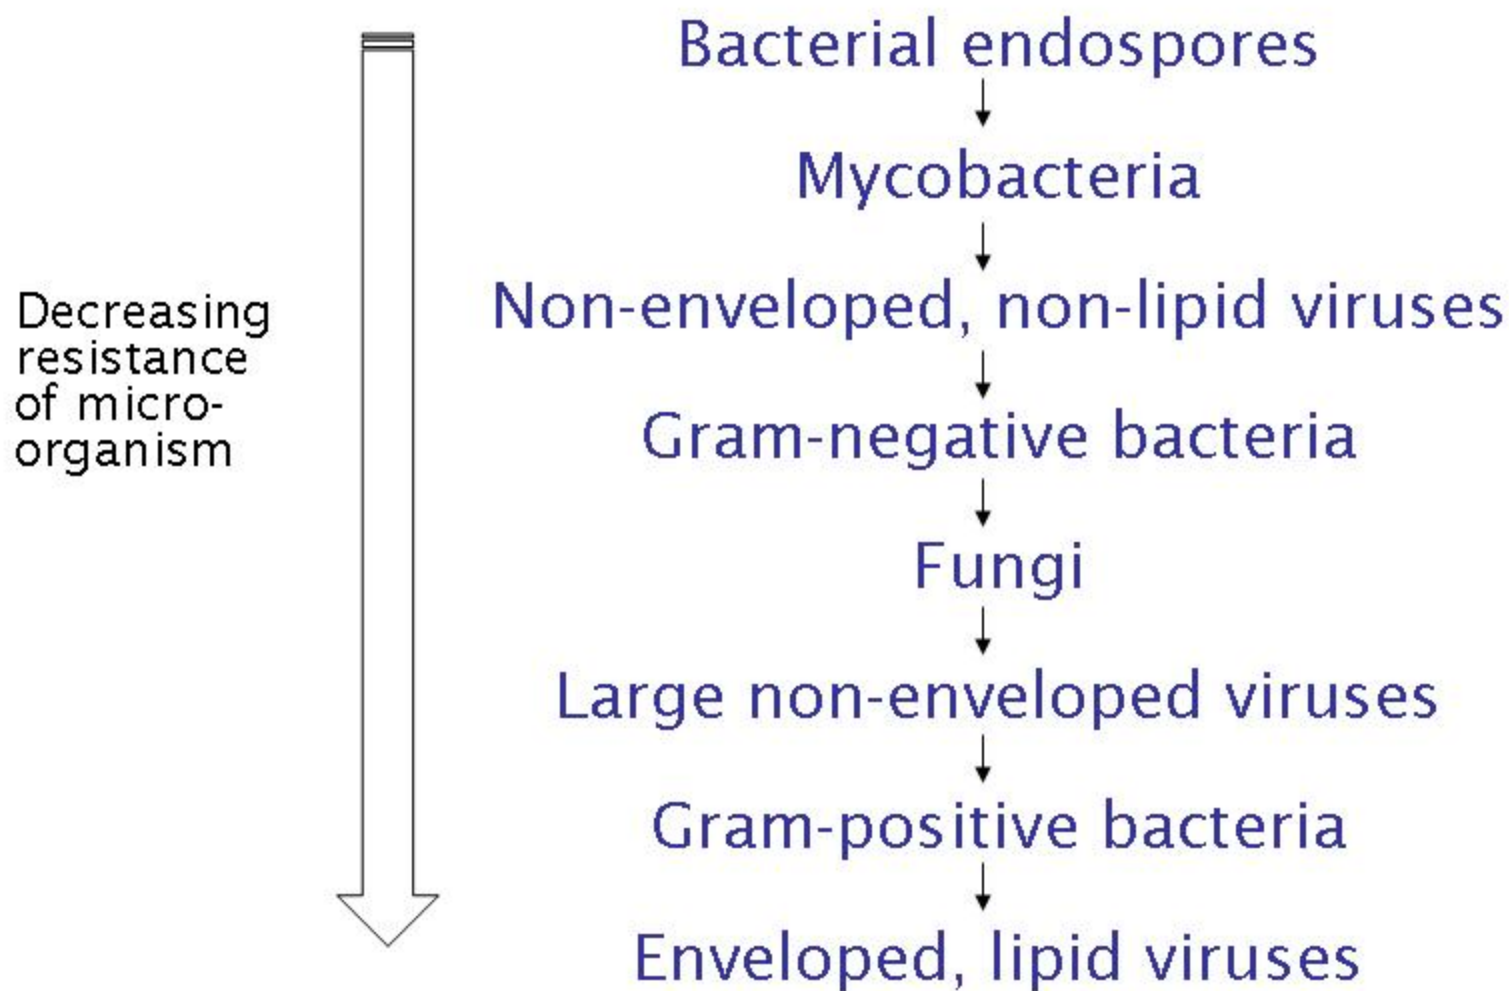 Bacterial endospores
Mycobacteria
Non-enveloped, non-lipid viruses
Gram-negative bacteria
Fungi
Large non-enveloped viruses
Gram-positive bacteria
Enveloped, lipid viruses
Decreasing
resistance
of micro-
organism